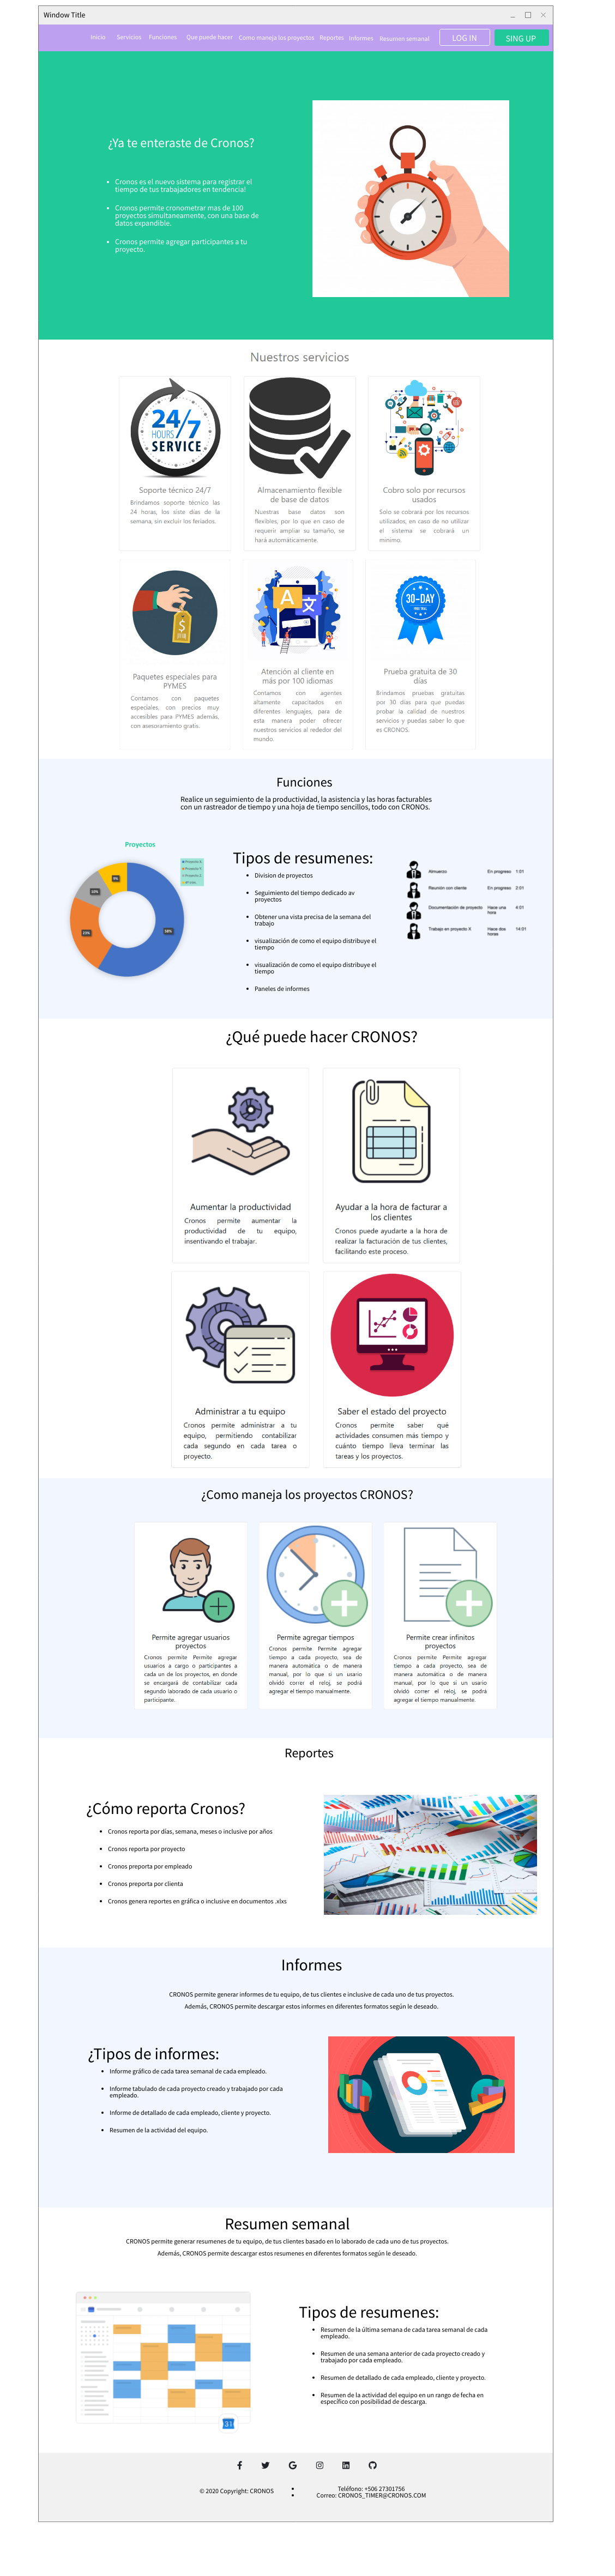 Window Title
Inicio Servicios Funciones Que puede hacer Como maneja los proyectos Reportes Informes Resumen semanal LOG IN SING UP
¿Ya te enteraste de Cronos?
Cronos es el nuevo sistema para registrar el
tiempo de tus trabajadores en tendencia!
Cronos permite cronometrar mas de 100
proyectos simultaneamente, con una base de
datos expandible.
Cronos permite agregar participantes a tu
proyecto.
Nuestros servicios
24/7
HOURS
SERVICE
Soporte técnico 24/7
Brindamos soporte técnico las
24 horas, los siste días de la
semana, sin excluir los feriados.
Almacenamiento flexible
de base de datos
Nuestras base datos son
flexibles, por lo que en caso de
requerir ampliar su tamaño, se
hará automáticamente.
Cobro solo por recursos
usados
Solo se cobrará por los recursos
utilizados, en caso de no utilizar
el sistema se cobrará un
mínimo.
$
Paquetes especiales para
PYMES
Contamos con paquetes
especiales, con precios muy
accesibles para PYMES además,
con asesoramiento gratis.
A
文
Atención al cliente en
más por 100 idiomas
Contamos con agentes
altamente capacitados en
diferentes lenguajes, para de
esta manera poder ofrecer
nuestros servicios al rededor del
mundo.
30-DAY
FREE TRIAL
Prueba gratuita de 30
días
Brindamos pruebas gratuitas
por 30 días para que puedas
probar la calidad de nuestros
servicios y puedas saber lo que
es CRONOS.
Funciones
Realice un seguimiento de la productividad, la asistencia y las horas facturables
con un rastreador de tiempo y una hoja de tiempo sencillos, todo con CRONOs.
Proyectos
Tipos de resumenes:
Division de proyectos
Seguimiento del tiempo dedicado av
proyectos
Obtener una vista precisa de la semana del
trabajo
visualización de como el equipo distribuye el
tiempo
visualización de como el equipo distribuye el
tiempo
Paneles de informes
Almuerzo En progreso 1:01
Reunión con cliente En progreso 2:01
Documentación de proyecto Hace una hora 4:01
Trabajo en proyecto X Hace dos horas 14:01
¿Qué puede hacer CRONOS?
Aumentar la productividad
Cronos permite aumentar la
productividad de tu equipo,
insentivando el trabajar.
Ayudar a la hora de facturar a
los clientes
Cronos puede ayudarte a la hora de
realizar la facturación de tus clientes,
facilitando este proceso.
Administrar a tu equipo
Cronos permite administrar a tu
equipo, permitiendo contabilizar
cada segundo en cada tarea o
proyecto.
Saber el estado del proyecto
Cronos permite saber qué
actividades consumen más tiempo y
cuánto tiempo lleva terminar las
tareas y los proyectos.
¿Como maneja los proyectos CRONOS?
Permite agregar usuarios
proyectos
Cronos permite Permite agregar
usuarios a cargo o participantes a
cada un de los proyectos, en donde
se encargará de contabilizar cada
segundo laborado de cada usuario o
participante.
Permite agregar tiempos
Cronos permite Permite agregar
tiempo a cada proyecto, sea de
manera automática o de manera
manual, por lo que si un usario
olvidó correr el reloj, se podrá
agregar el tiempo manualmente.
Permite crear infinitos
proyectos
Cronos permite Permite agregar
tiempo a cada proyecto, sea de
manera automática o de manera
manual, por lo que si un usario
olvidó correr el reloj, se podrá
agregar el tiempo manualmente.
Reportes
¿Cómo reporta Cronos?
Cronos reporta por días, semana, meses o inclusive por años
Cronos reporta por proyecto
Cronos preporta por empleado
Cronos preporta por clienta
Cronos genera reportes en gráfica o inclusive en documentos .xlxs
Informes
CRONOS permite generar informes de tu equipo, de tus clientes e inclusive de cada uno de tus proyectos.
Además, CRONOS permite descargar estos informes en diferentes formatos según le deseado.
¿Tipos de informes:
Informe gráfico de cada tarea semanal de cada empleado.
Informe tabulado de cada proyecto creado y trabajado por cada
empleado.
Informe de detallado de cada empleado, cliente y proyecto.
Resumen de la actividad del equipo.
Resumen semanal
CRONOS permite generar resumenes de tu equipo, de tus clientes basado en lo laborado de cada uno de tus proyectos.
Además, CRONOS permite descargar estos resumenes en diferentes formatos según le deseado.
31
Tipos de resumenes:
Resumen de la última semana de cada tarea semanal de cada
empleado.
Resumen de una semana anterior de cada proyecto creado y
trabajado por cada empleado.
Resumen de detallado de cada empleado, cliente y proyecto.
Resumen de la actividad del equipo en un rango de fecha en
específico con posibilidad de descarga.
© 2020 Copyright: CRONOS
Teléfono: +506 27301756
Correo: CRONOS_TIMER@CRONOS.COM